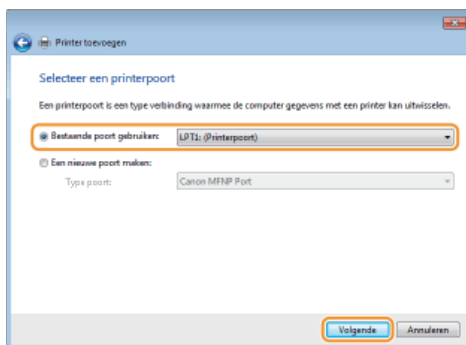 Printer toevoegen
Selecteer een printerpoort
Een printerpoort is een type verbinding waarmee de computer gegevens met een printer kan uitwisselen.
Bestaande poort gebruiken: LPT1: (Printerpoort)
Een nieuwe poort maken:
Type poort: Canon MFNP Port
Volgende Annuleren